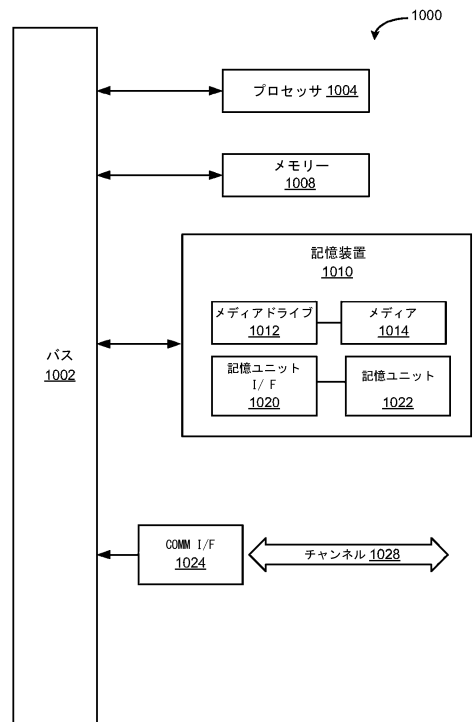 1000
プロセッサ 1004
メモリー
1008
記憶装置
1010
メディアドライブ
1012
メディア
1014
バス
1002
記憶ユニット
I/F
1020
記憶ユニット
1022
COMM I/F
1024
チャンネル 1028